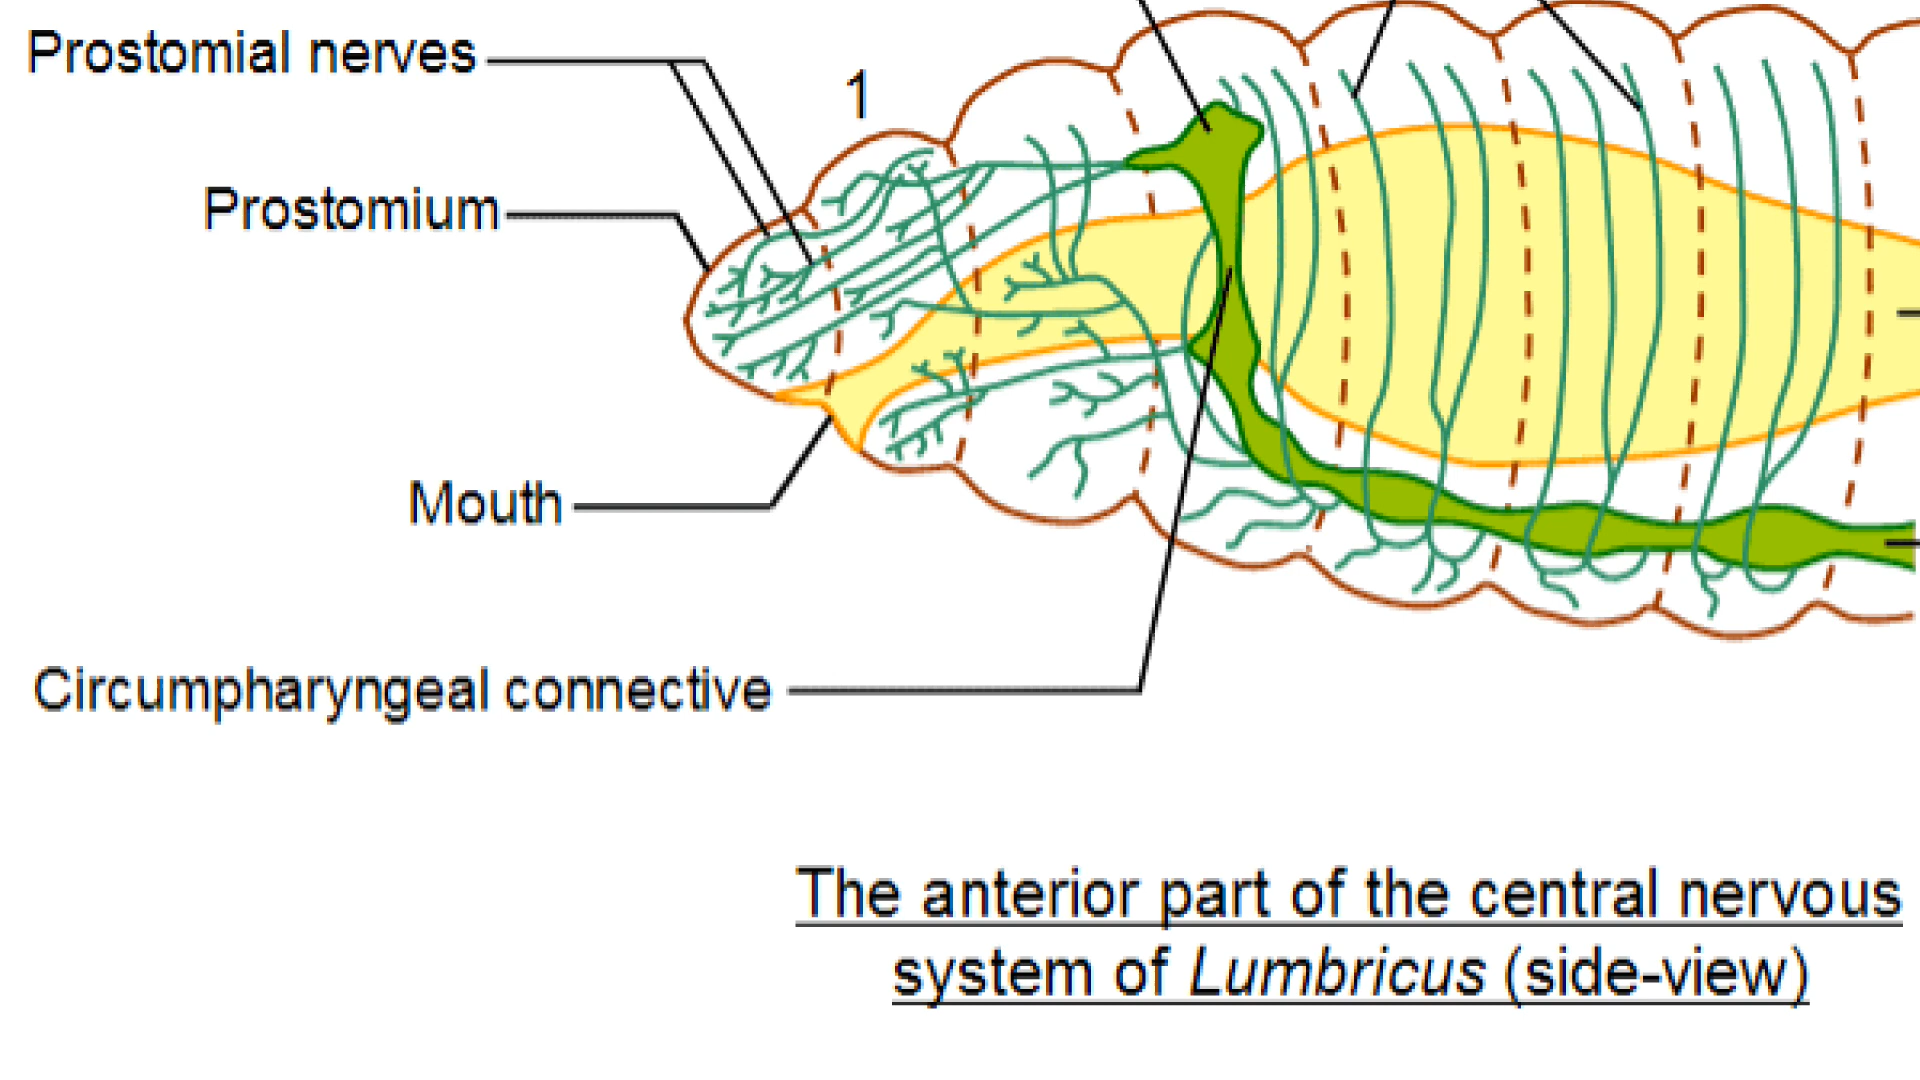 Prostomial nerves
1
Prostomium
Mouth
Circumpharyngeal connective
The anterior part of the central nervous
system of Lumbricus (side-view)